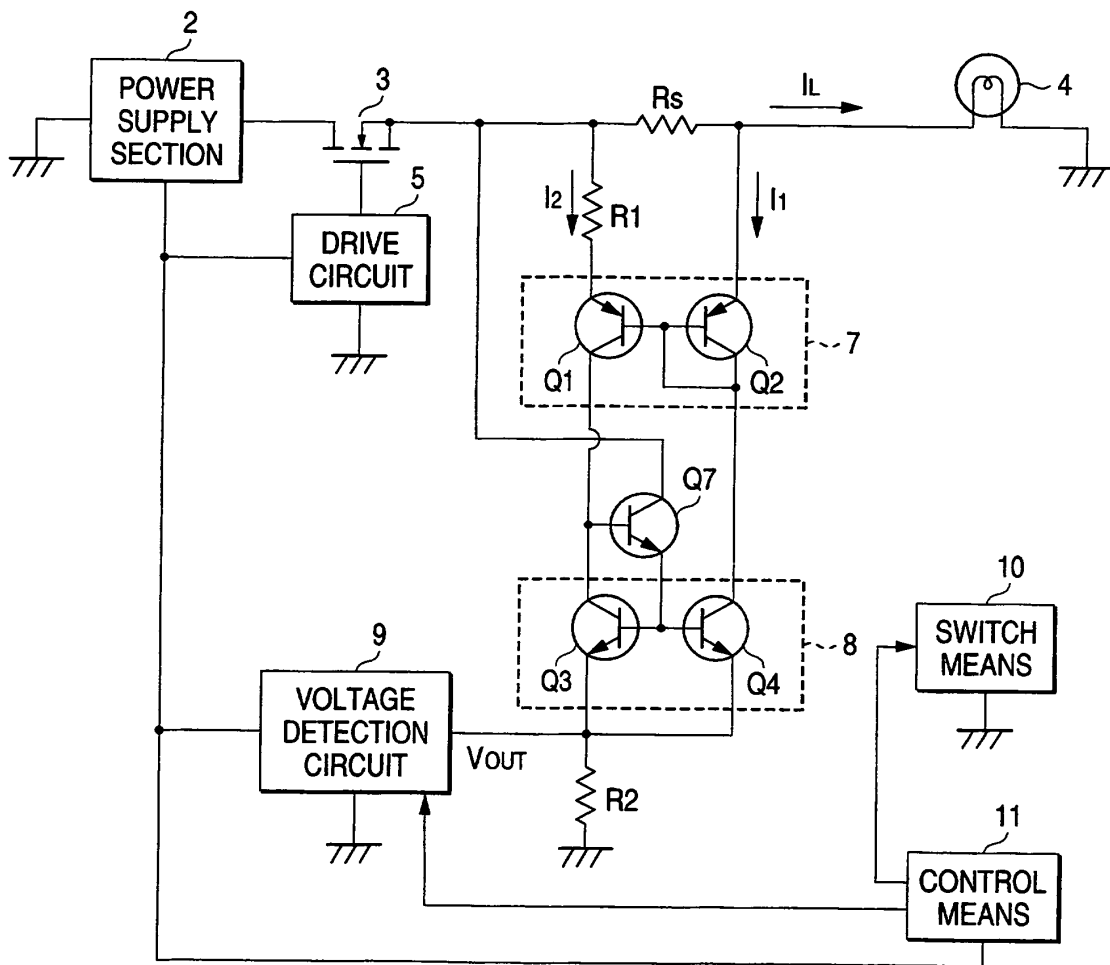 2
POWER
SUPPLY
SECTION
3
Rs
IL
4
5
DRIVE
CIRCUIT
I2
R1
I1
Q1
Q2
7
Q7
Q3
Q4
8
10
SWITCH
MEANS
9
VOLTAGE
DETECTION
CIRCUIT
VOUT
R2
11
CONTROL
MEANS